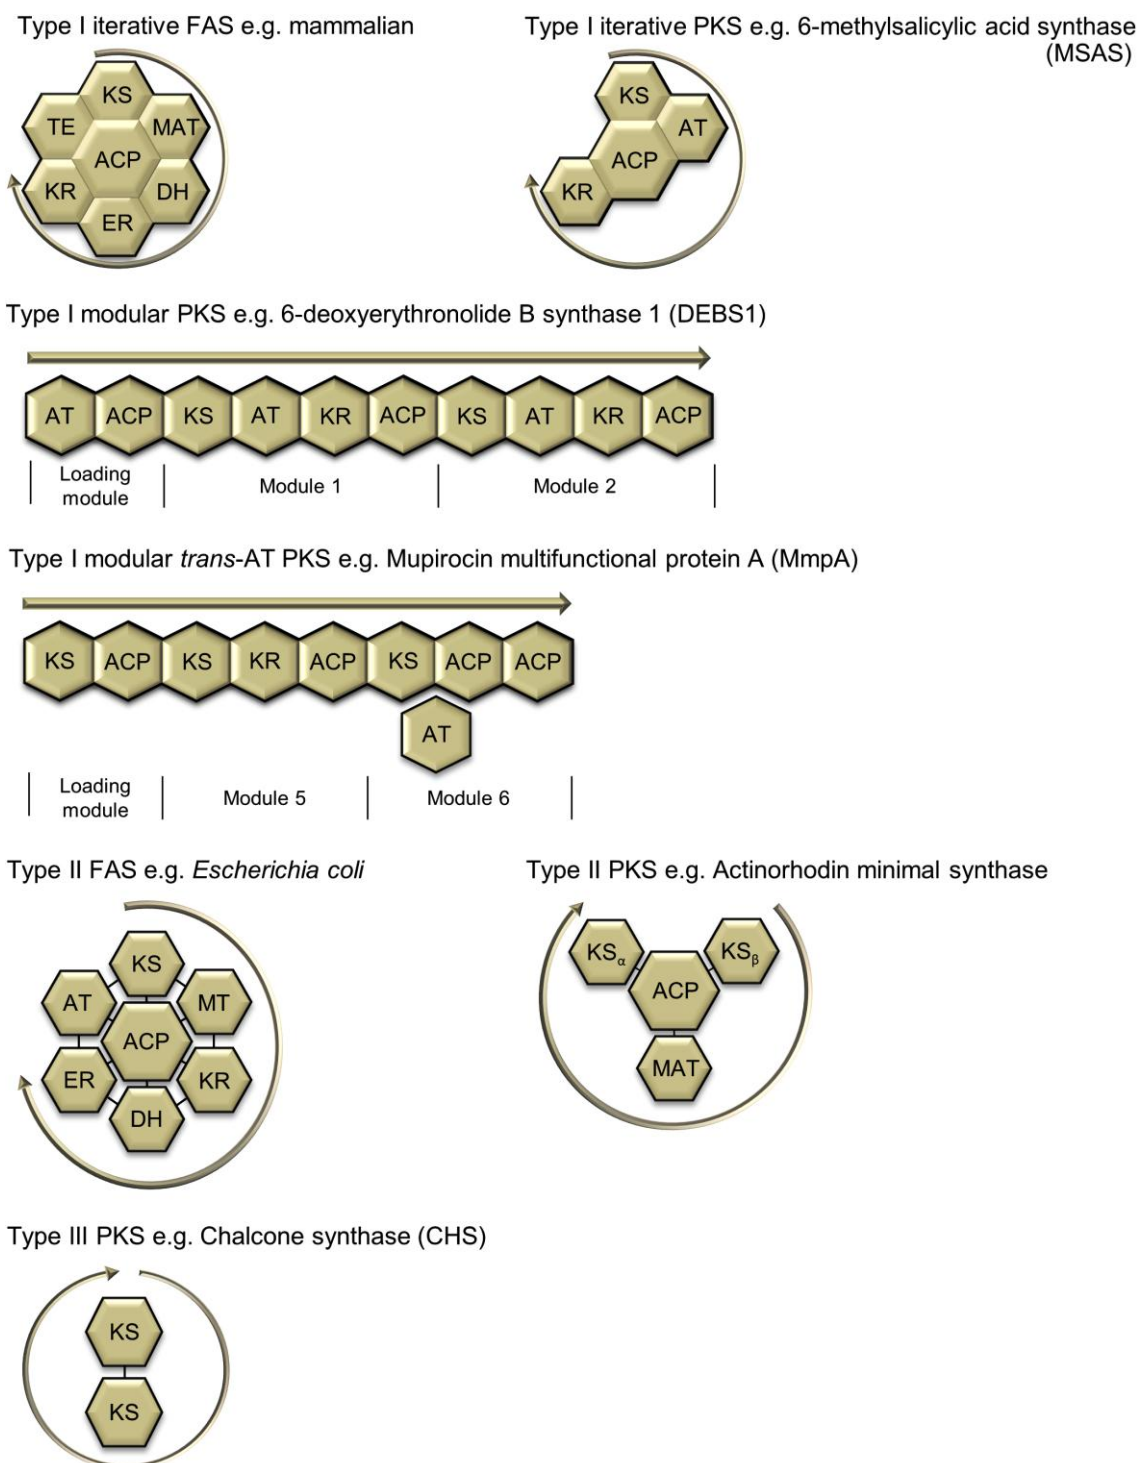 Type I iterative FAS e.g. mammalian
KS
TE
MAT
ACP
KR
DH
ER
Type I iterative PKS e.g. 6-methylsalicylic acid synthase
(MSAS)
KS
AT
ACP
KR
Type I modular PKS e.g. 6-deoxyerythronolide B synthase 1 (DEBS1)
AT ACP KS AT KR ACP KS AT KR ACP
Loading
module
Module 1
Module 2
Type I modular trans-AT PKS e.g. Mupirocin multifunctional protein A (MmpA)
KS ACP KS KR ACP KS ACP ACP
AT
Loading
module
Module 5
Module 6
Type II FAS e.g. Escherichia coli
KS
AT
MT
ACP
ER
KR
DH
Type II PKS e.g. Actinorhodin minimal synthase
KSα
KSβ
ACP
MAT
Type III PKS e.g. Chalcone synthase (CHS)
KS
KS